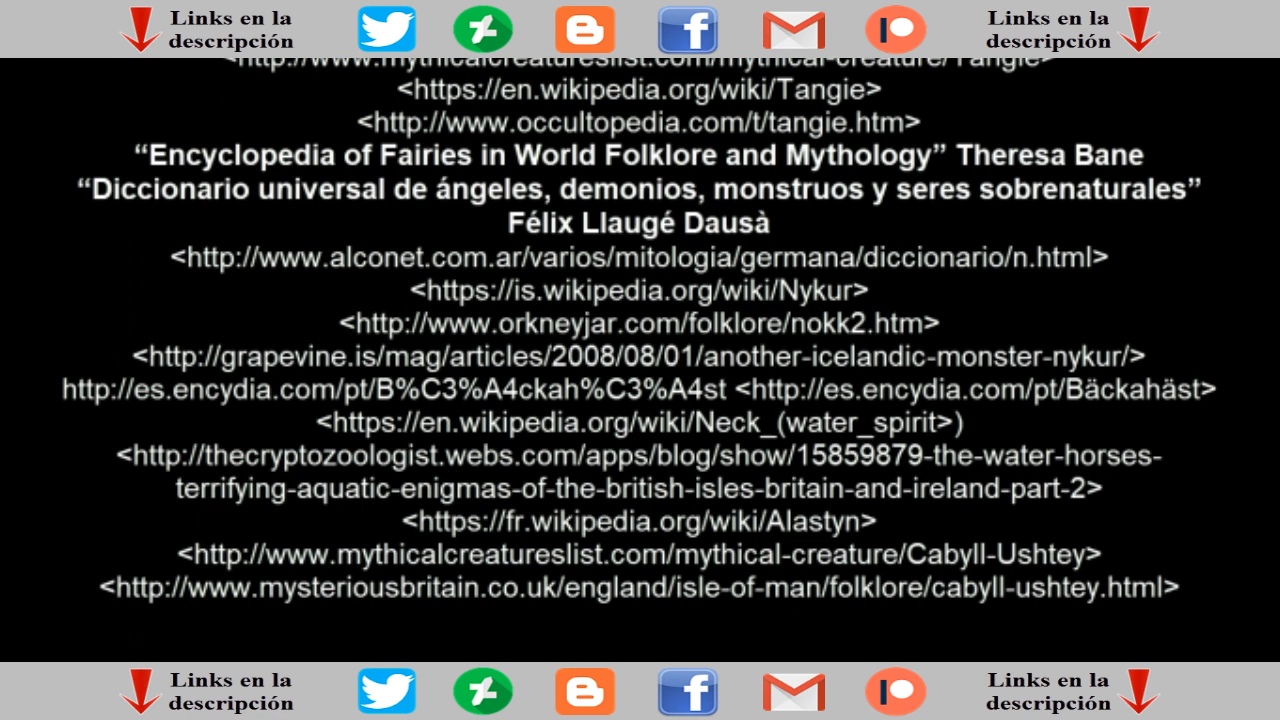 Links en la
descripción
Links en la
descripción
<http://www.mythicalcreatureslist.com/mythical-creature/Tangie>
<https://en.wikipedia.org/wiki/Tangie>
<http://www.occultopedia.com/t/tangie.htm>
“Encyclopedia of Fairies in World Folklore and Mythology” Theresa Bane
“Diccionario universal de ángeles, demonios, monstruos y seres sobrenaturales”
Félix Llaugé Dausà
<http://www.alconet.com.ar/varios/mitologia/germana/diccionario/n.html>
<https://is.wikipedia.org/wiki/Nykur>
<http://www.orkneyjar.com/folklore/nokk2.htm>
<http://grapevine.is/mag/articles/2008/08/01/another-icelandic-monster-nykur/>
http://es.encydia.com/pt/B%C3%A4ckah%C3%A4st <http://es.encydia.com/pt/Bäckahäst>
<https://en.wikipedia.org/wiki/Neck_(water_spirit>)
<http://thecryptozoologist.webs.com/apps/blog/show/15859879-the-water-horses-
terrifying-aquatic-enigmas-of-the-british-isles-britain-and-ireland-part-2>
<https://fr.wikipedia.org/wiki/Alastyn>
<http://www.mythicalcreatureslist.com/mythical-creature/Cabyll-Ushtey>
<http://www.mysteriousbritain.co.uk/england/isle-of-man/folklore/cabyll-ushtey.html>
Links en la
descripción
Links en la
descripción